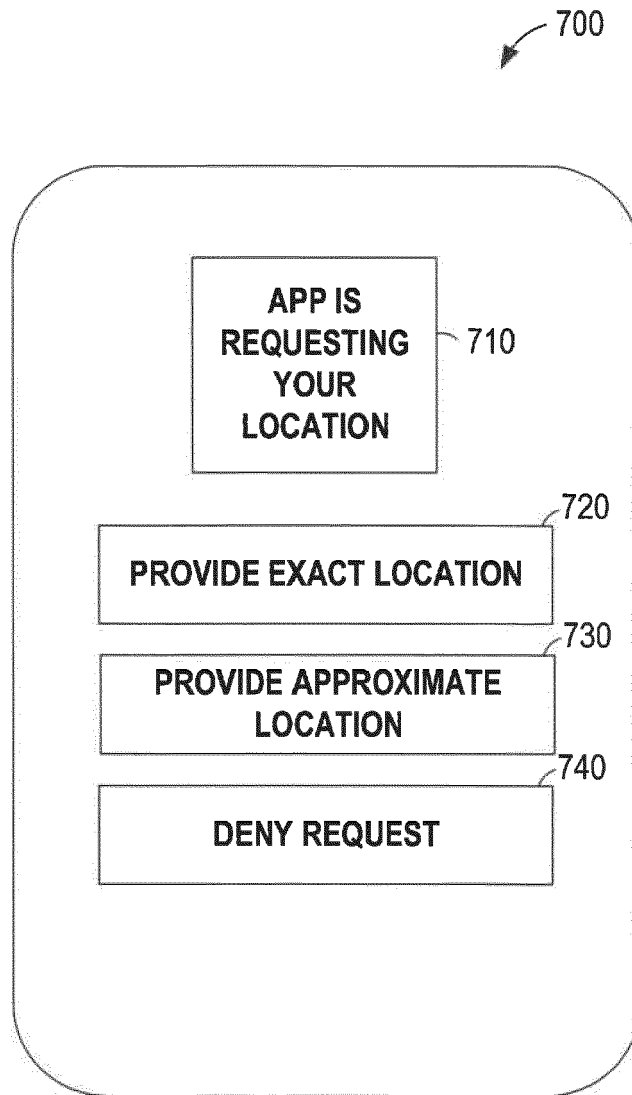 700
APP IS
REQUESTING
YOUR
LOCATION
710
720
PROVIDE EXACT LOCATION
730
PROVIDE APPROXIMATE
LOCATION
740
DENY REQUEST